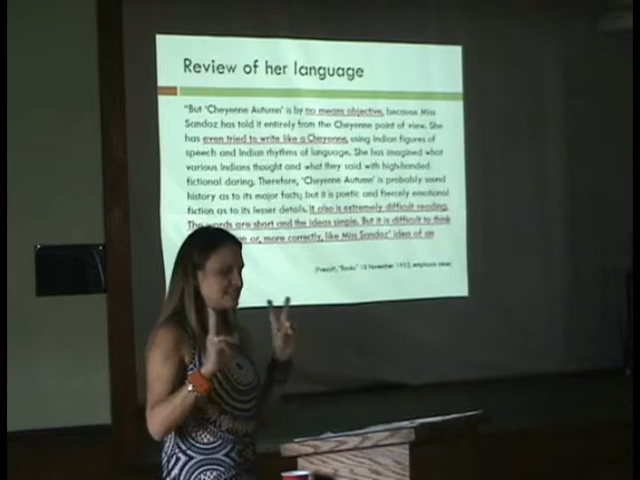 Review of her language
"But 'Cheyenne Autumn' is by no means objective, because Miss
Sandoz has told it entirely from the Cheyenne point of view. She
has even tried to write like a Cheyenne, using Indian figures of
speech and Indian rhythms of language. She has imagined what
various Indians thought and what they said with high-handed
fictional daring. Therefore, 'Cheyenne Autumn' is probably sound
history as to its major facts; but it is poetic and fiercely emotional
fiction as to its lesser details. It also is extremely difficult reading.
The words are short and the ideas simple. But it is difficult to think
or, more correctly, like Miss Sandoz' idea of an
(Prescott, "Books" 18 November 1953, emphasis mine)